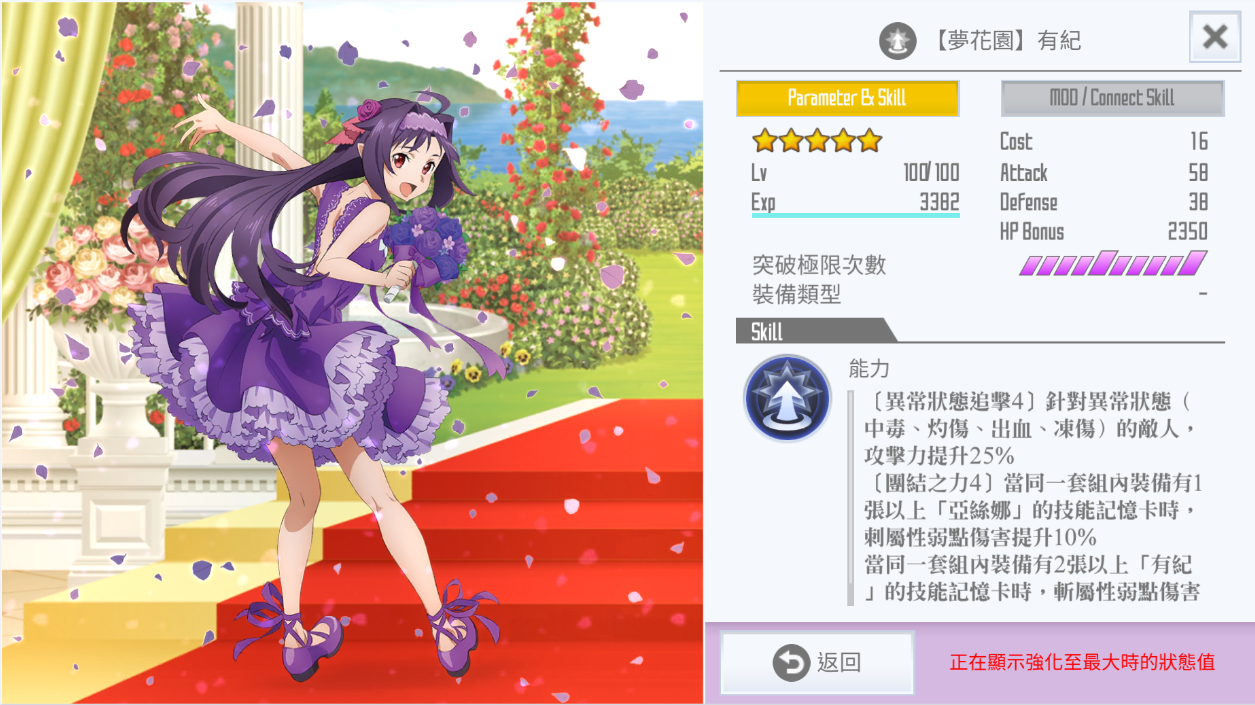 【夢花園】有紀
Parameter & Skill
MOD / Connect Skill
Lv 100/100
Exp 3382
Cost 16
Attack 58
Defense 38
HP Bonus 2350
突破極限次數
裝備類型 -
Skill
能力
〔異常狀態追擊4〕針對異常狀態（
中毒、灼傷、出血、凍傷）的敵人，
攻擊力提升25%
〔團結之力4〕當同一套組內裝備有1
張以上「亞絲娜」的技能記憶卡時，
刺屬性弱點傷害提升10%
當同一套組內裝備有2張以上「有紀
」的技能記憶卡時，斬屬性弱點傷害
返回
正在顯示強化至最大時的狀態值